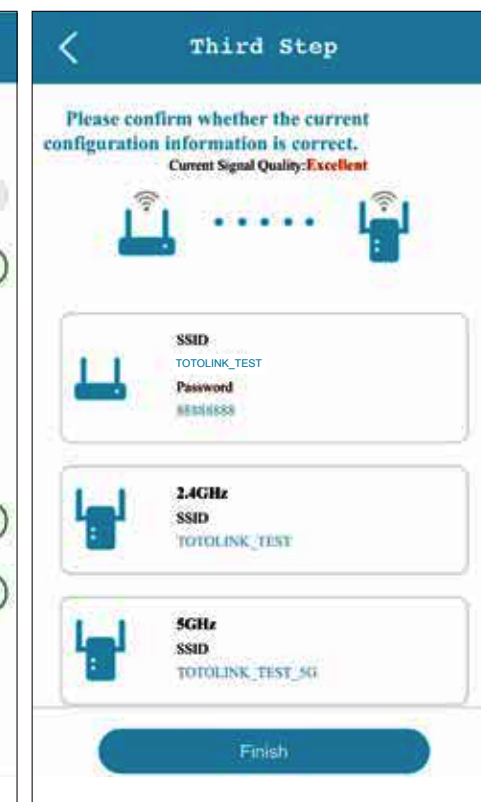 Third Step
Please confirm whether the current
configuration information is correct.
Current Signal Quality:Excellent
SSID
TOTOLINK_TEST
Password
88888888
2.4GHz
SSID
TOTOLINK_TEST
5GHz
SSID
TOTOLINK_TEST_5G
Finish